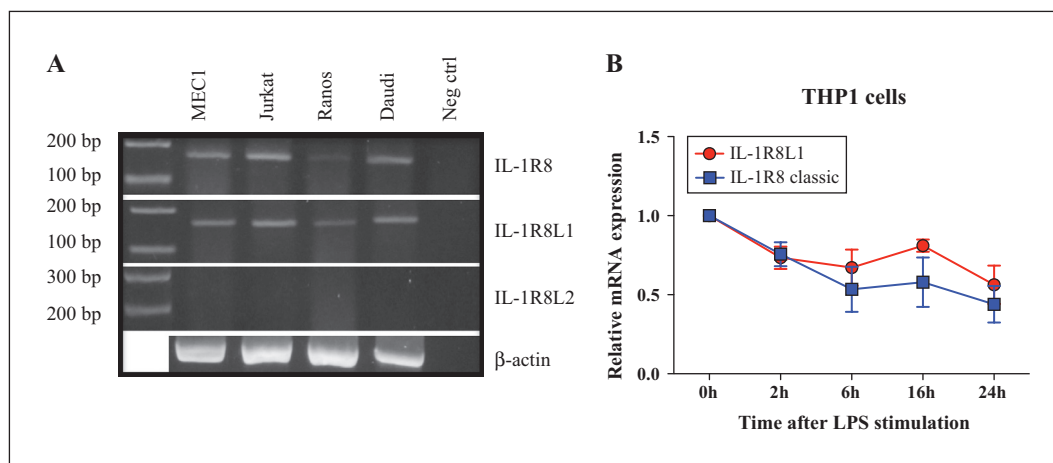 A
MEC1
Jurkat
Ranos
Daudi
Neg ctrl
200 bp
100 bp
IL-1R8
200 bp
100 bp
IL-1R8L1
300 bp
200 bp
IL-1R8L2
β-actin
B
THP1 cells
Relative mRNA expression
1.5
1.0
0.5
0.0
IL-1R8L1
IL-1R8 classic
0h
2h
6h
16h
24h
Time after LPS stimulation